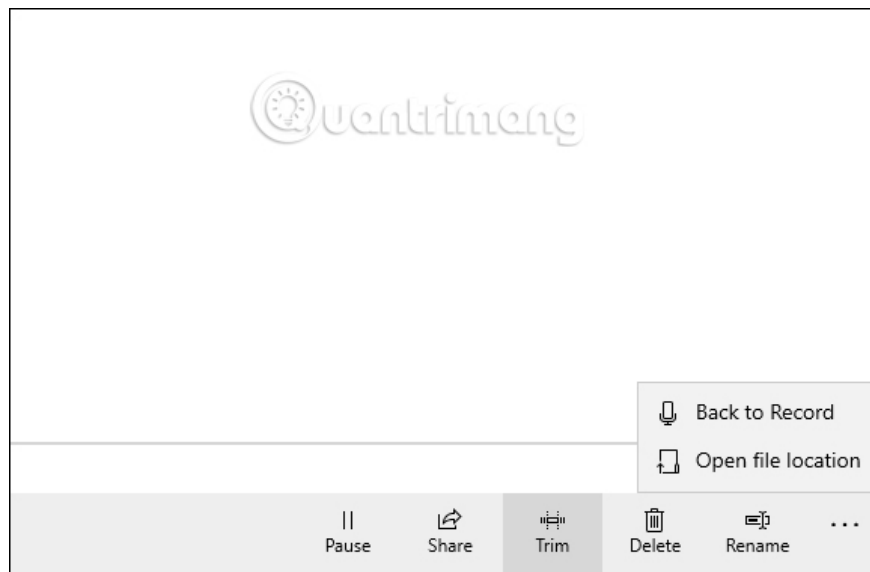 Quantrimang
Back to Record
Open file location
Pause
Share
Trim
Delete
Rename